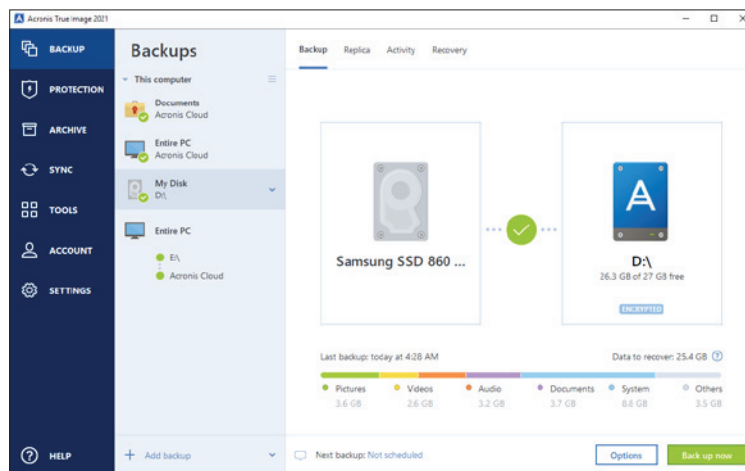 Acronis True Image 2021
BACKUP
PROTECTION
ARCHIVE
SYNC
TOOLS
ACCOUNT
SETTINGS
HELP
Backups
This computer
Documents
Acronis Cloud
Entire PC
Acronis Cloud
My Disk
D:\
Entire PC
E:\
Acronis Cloud
+ Add backup
Backup Replica Activity Recovery
Samsung SSD 860 ...
A
D:\
26.3 GB of 27 GB free
ENCRYPTED
Last backup: today at 4:28 AM Data to recover: 25.4 GB ?
Pictures Videos Audio Documents System Others
3.6 GB 2.6 GB 3.2 GB 3.7 GB 8.8 GB 3.5 GB
Next backup: Not scheduled Options Back up now